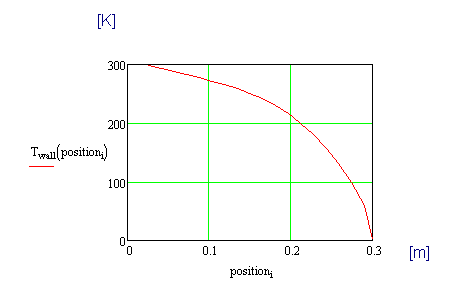 [K]
300
200
T_wall(position_i)
100
0
0 0.1 0.2 0.3
[m]
position_i